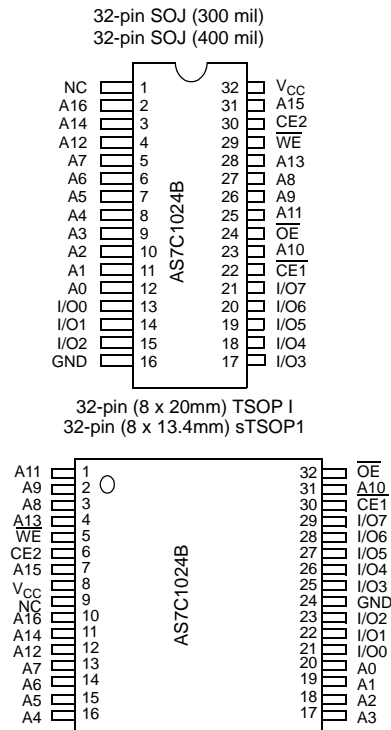 32-pin SOJ (300 mil)
32-pin SOJ (400 mil)
NC 1 32 VCC
A16 2 31 A15
A14 3 30 CE2
A12 4 29 W̅E̅
A7 5 28 A13
A6 6 27 A8
A5 7 26 A9
A4 8 25 A11
A3 9 24 O̅E̅
A2 10 23 A10
A1 11 22 C̅E̅1̅
A0 12 21 I/O7
I/O0 13 20 I/O6
I/O1 14 19 I/O5
I/O2 15 18 I/O4
GND 16 17 I/O3
AS7C1024B
32-pin (8 x 20mm) TSOP I
32-pin (8 x 13.4mm) sTSOP1
A11 1 32 O̅E̅
A9 2 31 A10
A8 3 30 C̅E̅1̅
A13 4 29 I/O7
W̅E̅ 5 28 I/O6
CE2 6 27 I/O5
A15 7 26 I/O4
VCC 8 25 I/O3
NC 9 24 GND
A16 10 23 I/O2
A14 11 22 I/O1
A12 12 21 I/O0
A7 13 20 A0
A6 14 19 A1
A5 15 18 A2
A4 16 17 A3
AS7C1024B